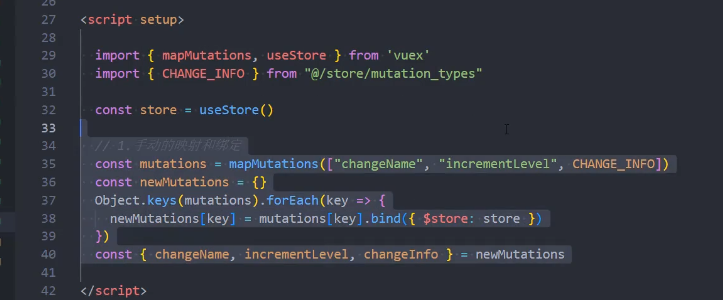 26
27 <script setup>
28
29 import { mapMutations, useStore } from 'vuex'
30 import { CHANGE_INFO } from "@/store/mutation_types"
31
32 const store = useStore()
33
34 // 1.手动的映射和绑定
35 const mutations = mapMutations(["changeName", "incrementLevel", CHANGE_INFO])
36 const newMutations = {}
37 Object.keys(mutations).forEach(key => {
38 newMutations[key] = mutations[key].bind({ $store: store })
39 })
40 const { changeName, incrementLevel, changeInfo } = newMutations
41
42 </script>